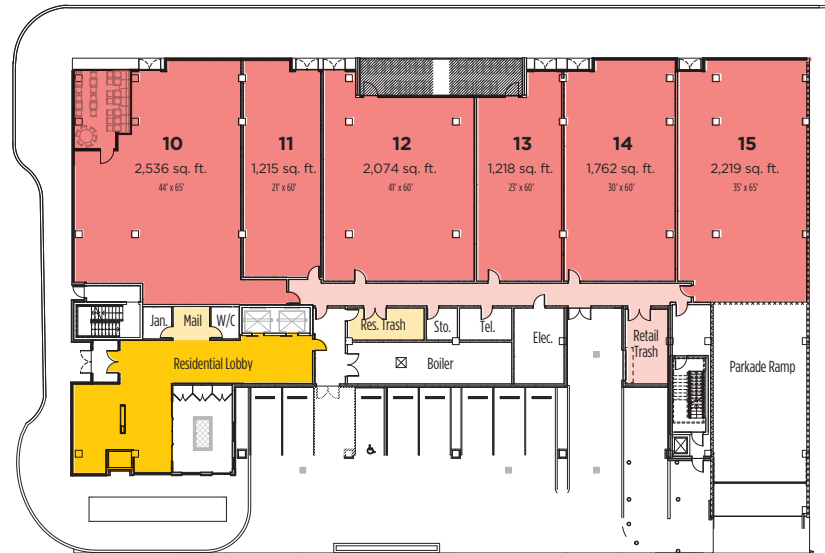 10
2,536 sq. ft.
44' x 65'
11
1,215 sq. ft.
21' x 60'
12
2,074 sq. ft.
41' x 60'
13
1,218 sq. ft.
23' x 60'
14
1,762 sq. ft.
30' x 60'
15
2,219 sq. ft.
35' x 65'
Jan.
Mail
W/C
Res. Trash
Sto.
Tel.
Elec.
Retail
Trash
Residential Lobby
Boiler
Parkade Ramp